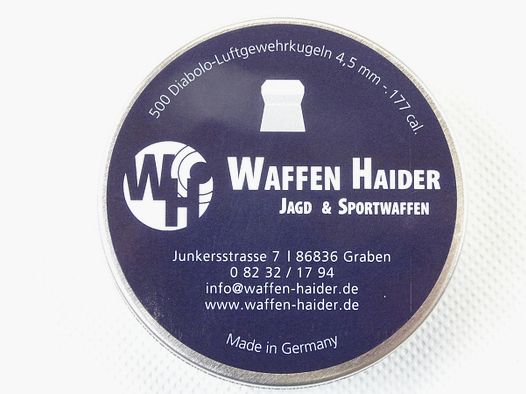 500 Diabolo-Luftgewehrkugeln 4,5 mm -.177 cal.
WH
WAFFEN HAIDER
JAGD & SPORTWAFFEN
Junkersstrasse 7 | 86836 Graben
0 82 32 / 17 94
info@waffen-haider.de
www.waffen-haider.de
Made in Germany